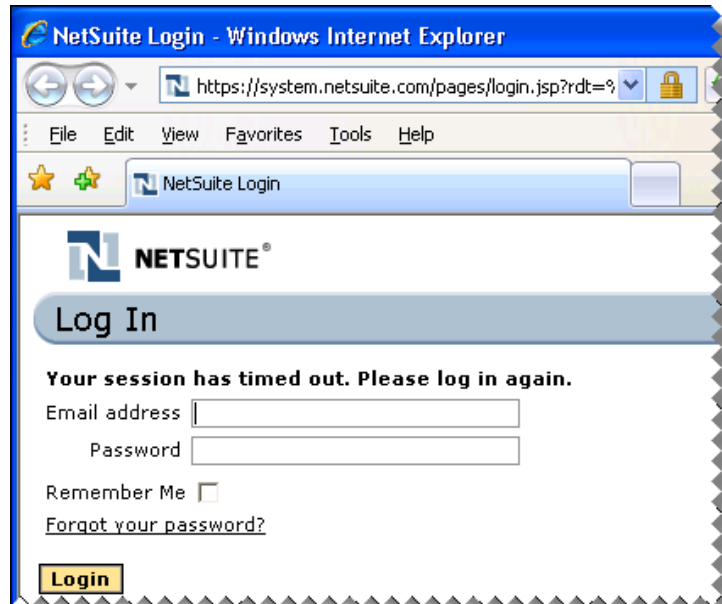 NetSuite Login - Windows Internet Explorer
https://system.netsuite.com/pages/login.jsp?rdt=%
File Edit View Favorites Tools Help
NetSuite Login
NETSUITE®
Log In
Your session has timed out. Please log in again.
Email address
Password
Remember Me
Forgot your password?
Login